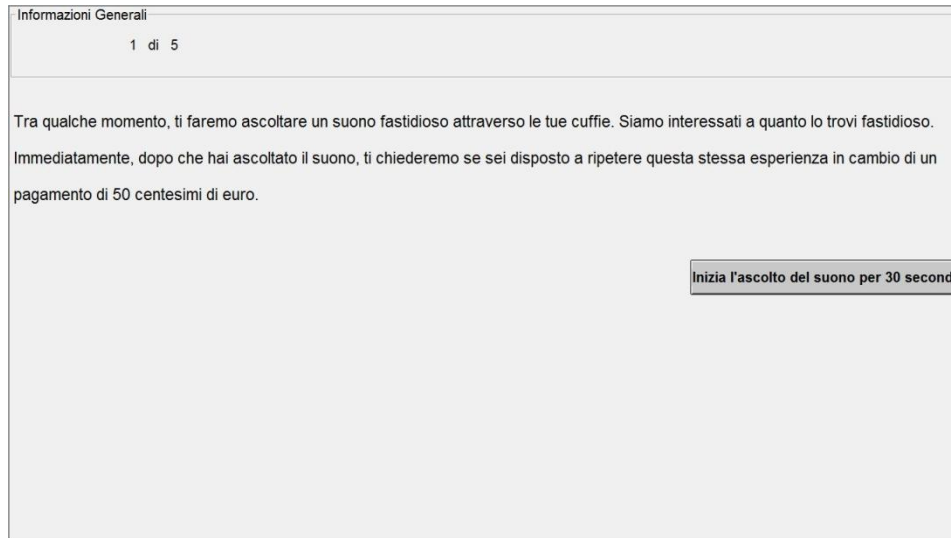 Informazioni Generali
1 di 5
Tra qualche momento, ti faremo ascoltare un suono fastidioso attraverso le tue cuffie. Siamo interessati a quanto lo trovi fastidioso.
Immediatamente, dopo che hai ascoltato il suono, ti chiederemo se sei disposto a ripetere questa stessa esperienza in cambio di un
pagamento di 50 centesimi di euro.
Inizia l'ascolto del suono per 30 second